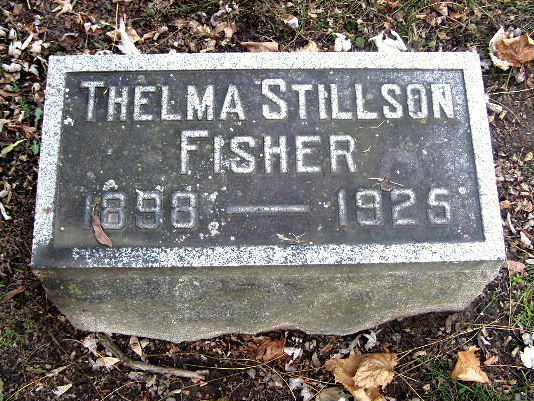 THELMA STILLSON
FISHER
1898 — 1925